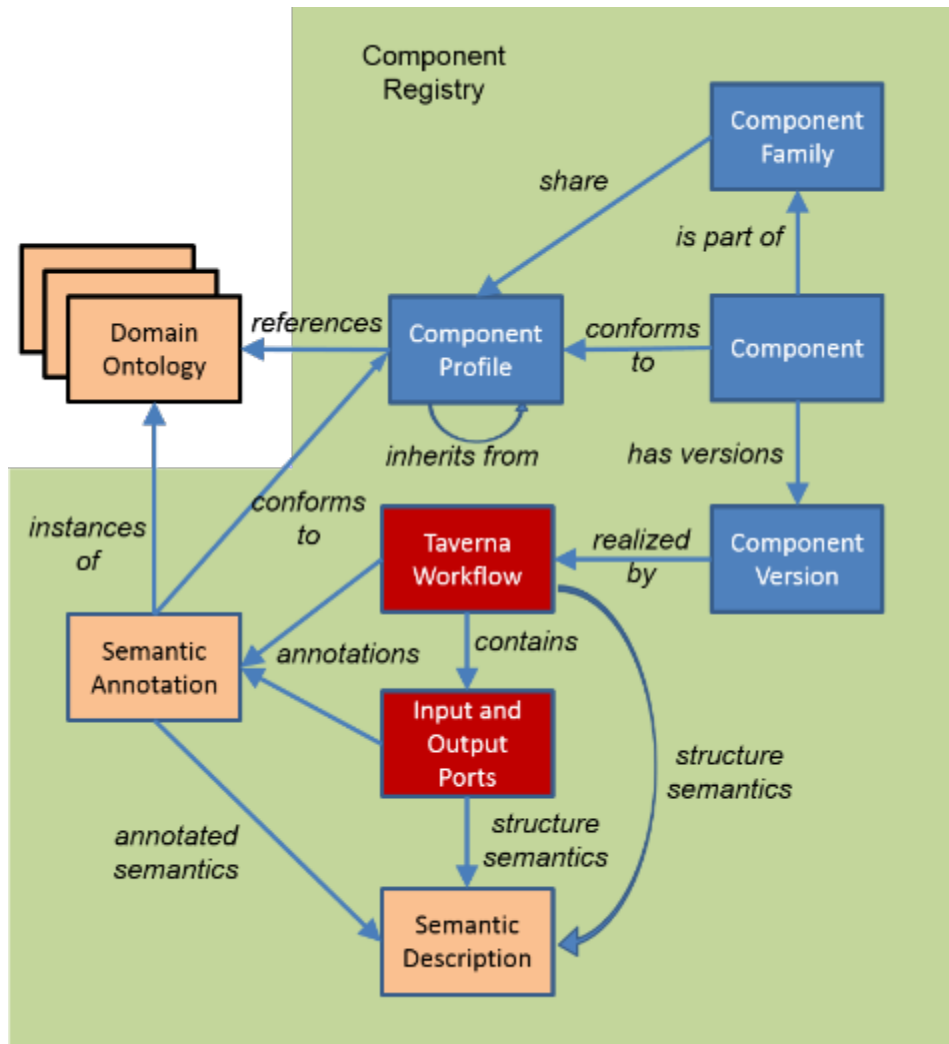 Component
Registry
Component
Family
share
is part of
Domain
Ontology
references
Component
Profile
conforms
to
Component
inherits from
has versions
instances
of
conforms
to
Taverna
Workflow
realized
by
Component
Version
Semantic
Annotation
annotations
contains
Input and
Output
Ports
structure
semantics
annotated
semantics
structure
semantics
Semantic
Description